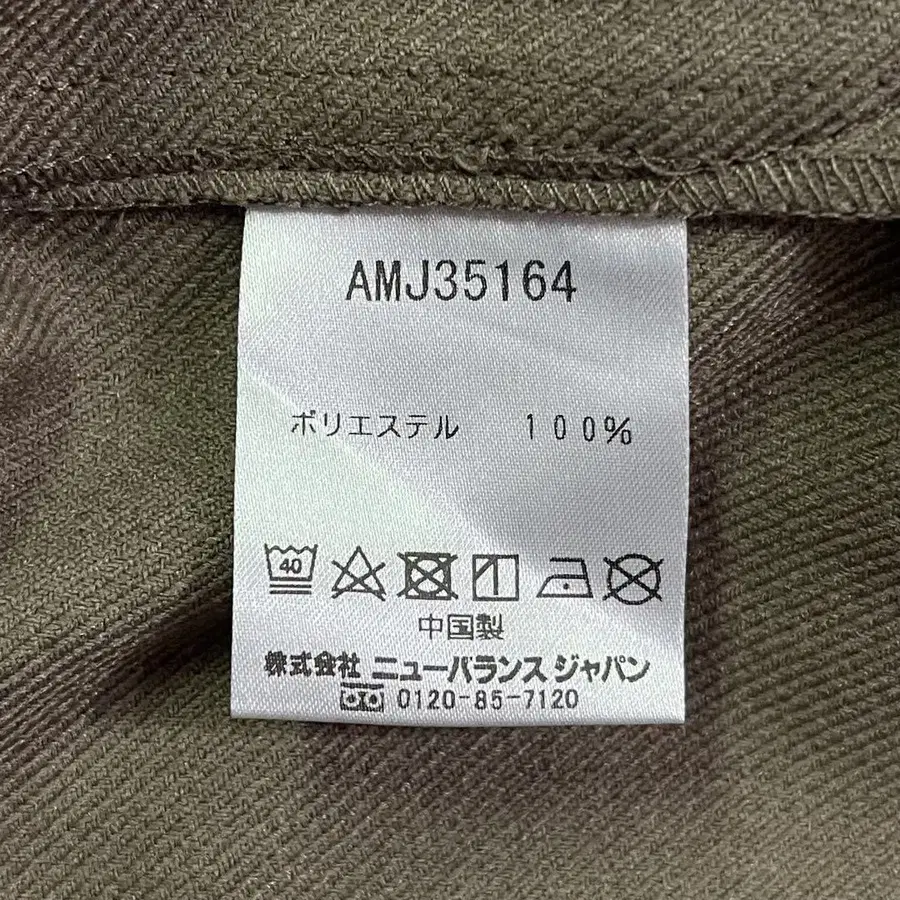 AMJ35164
ポリエステル 100%
40
中国製
株式会社 ニューバランス ジャパン
0120-85-7120